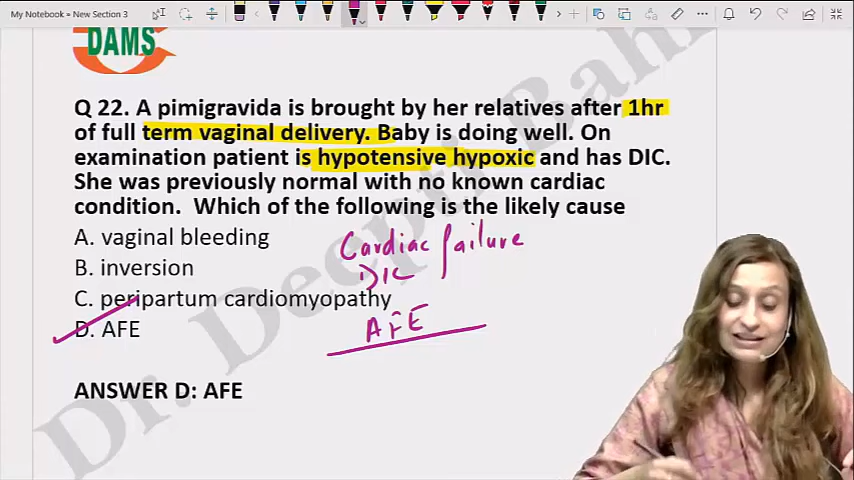 My Notebook » New Section 3
DAMS
Q 22. A pimigravida is brought by her relatives after 1hr
of full term vaginal delivery. Baby is doing well. On
examination patient is hypotensive hypoxic and has DIC.
She was previously normal with no known cardiac
condition. Which of the following is the likely cause
A. vaginal bleeding
B. inversion
C. peripartum cardiomyopathy
D. AFE
Cardiac failure
DIC
AFE
ANSWER D: AFE
Dr. Deepti Bahl